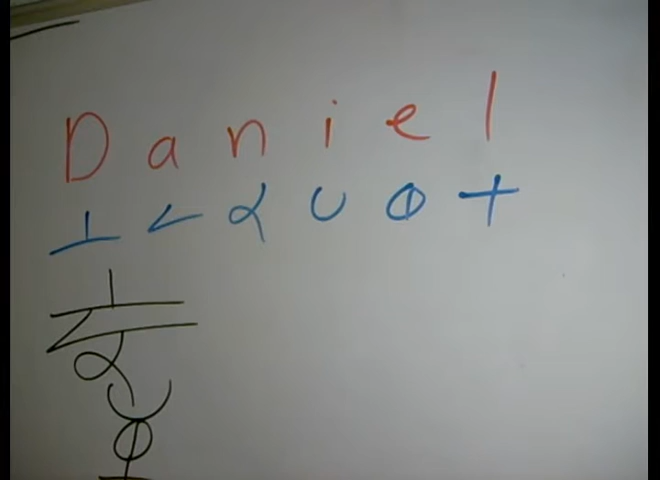 Daniel
⊥ < α ∪ Φ +